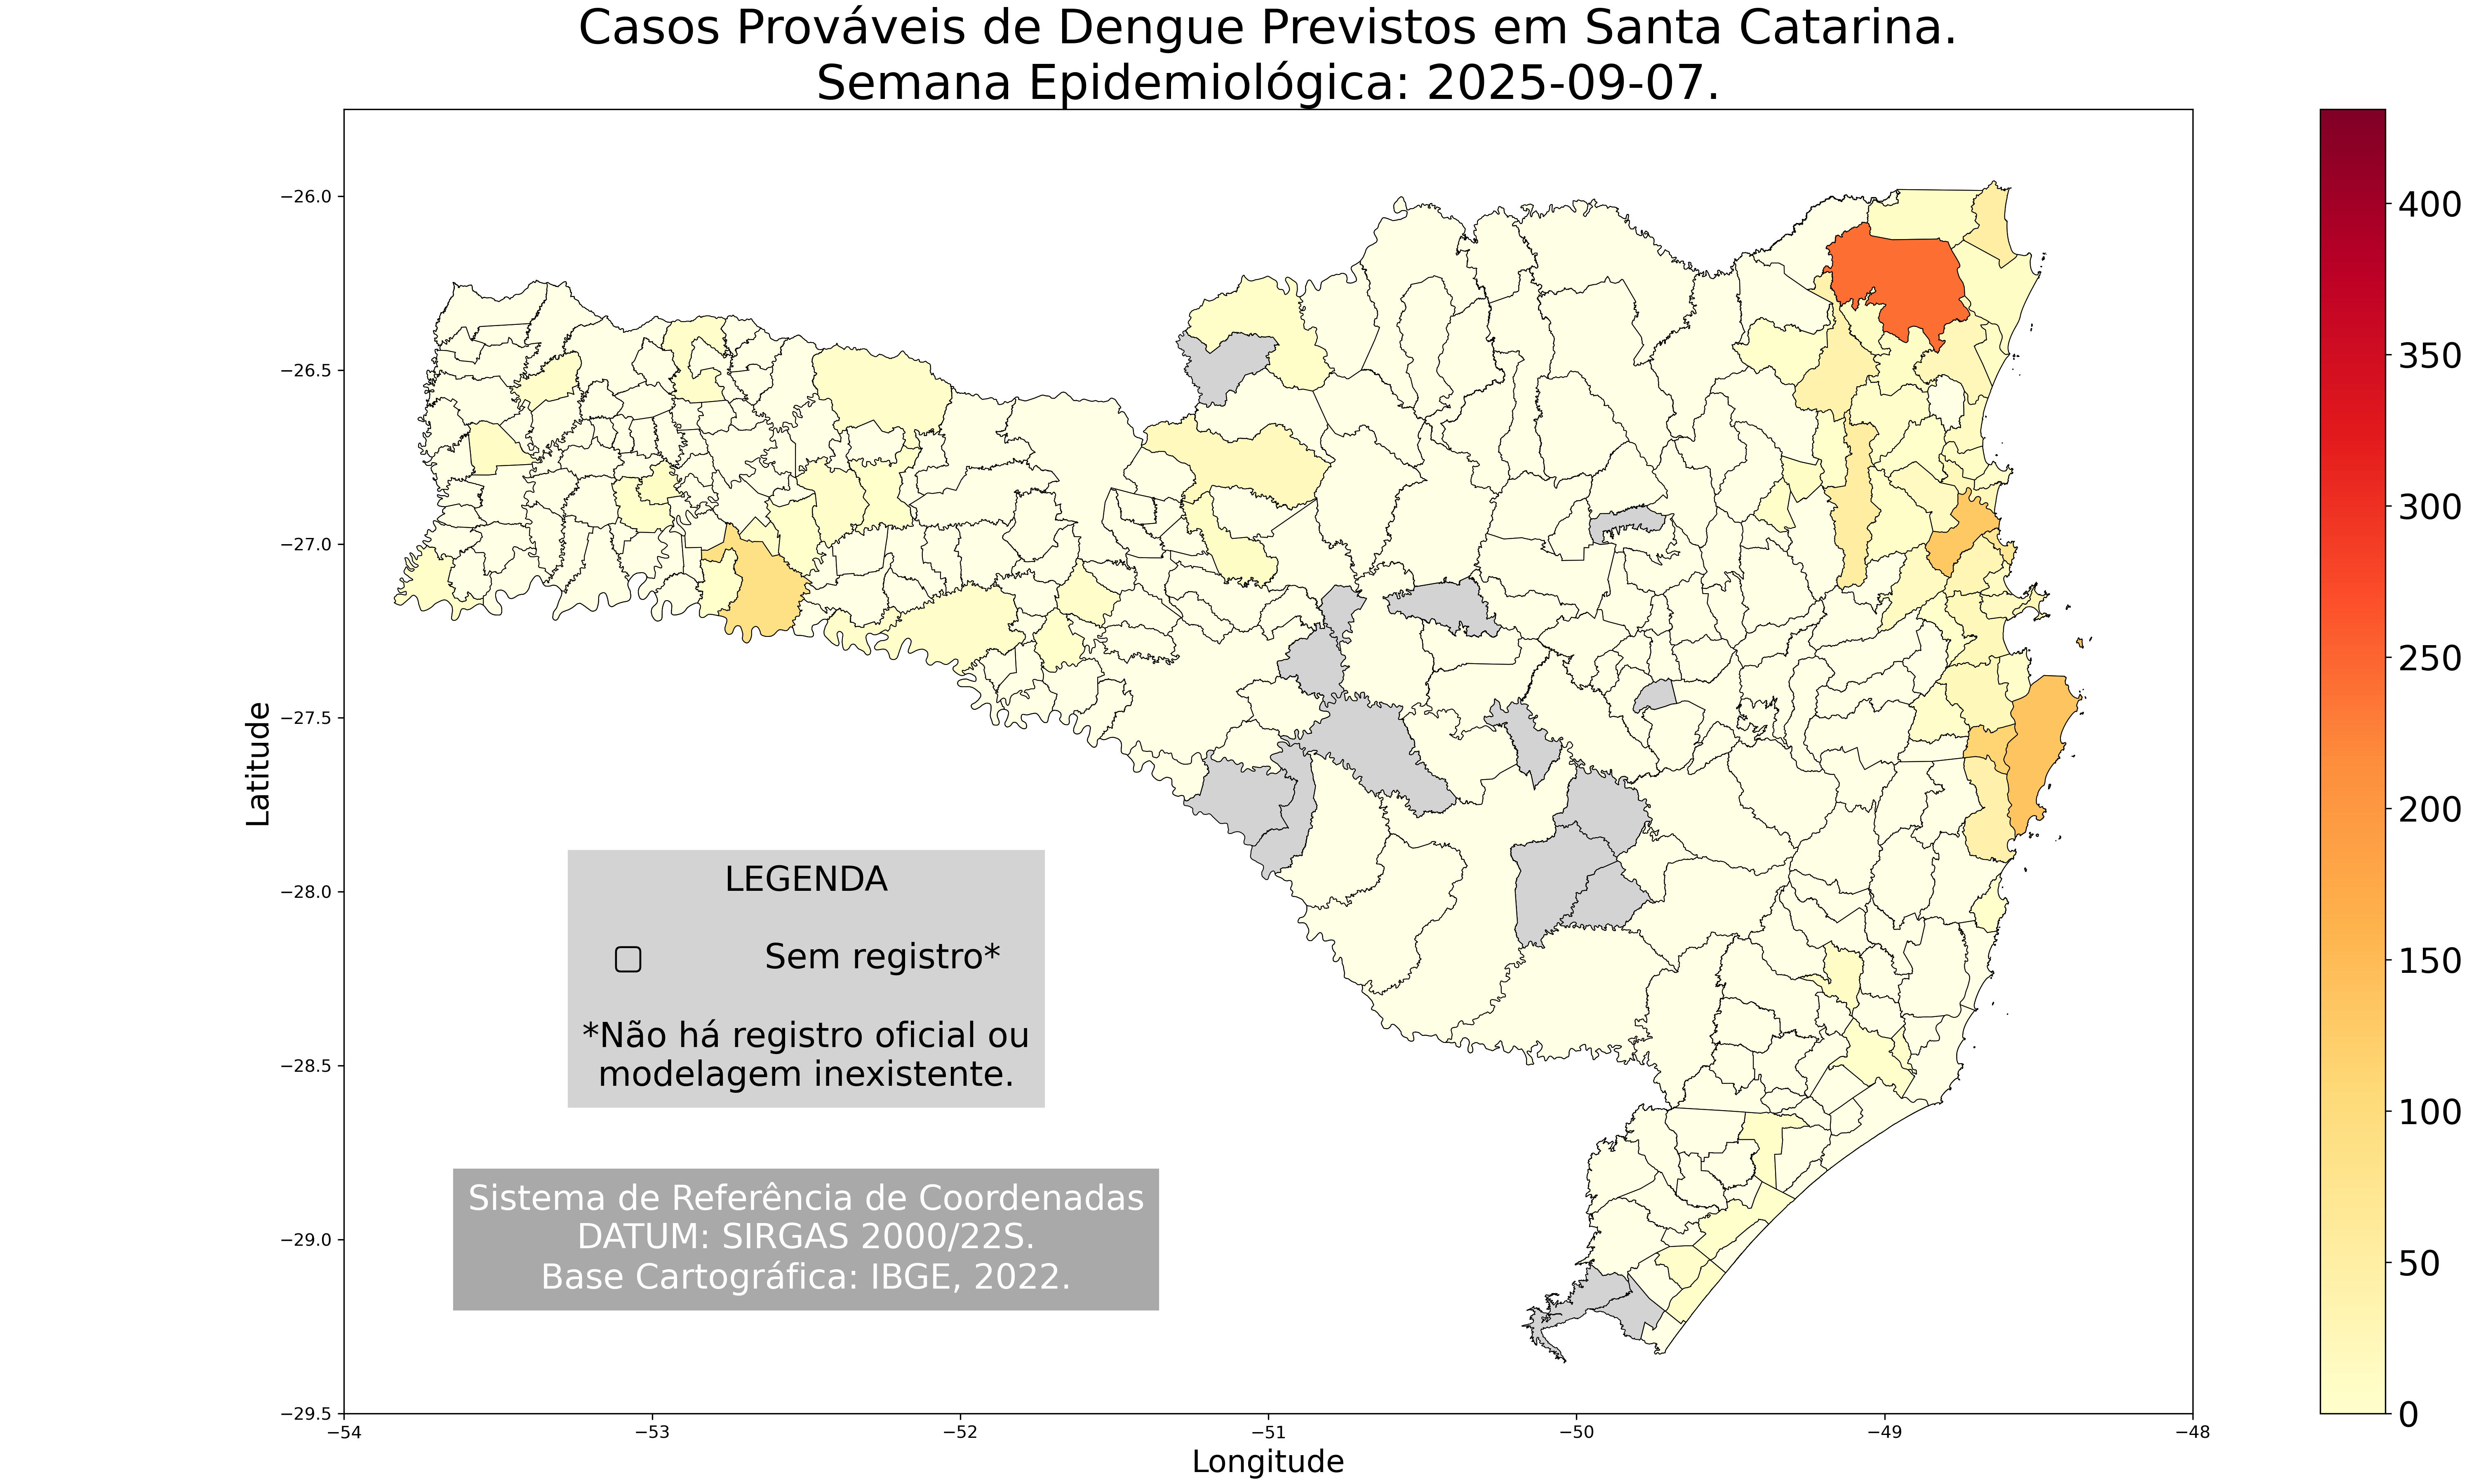 Casos Prováveis de Dengue Previstos em Santa Catarina.
Semana Epidemiológica: 2025-09-07.
Latitude
−26.0
−26.5
−27.0
−27.5
−28.0
−28.5
−29.0
−29.5
LEGENDA
▢ Sem registro*
*Não há registro oficial ou
modelagem inexistente.
Sistema de Referência de Coordenadas
DATUM: SIRGAS 2000/22S.
Base Cartográfica: IBGE, 2022.
−54 −53 −52 −51 −50 −49 −48
Longitude
400
350
300
250
200
150
100
50
0